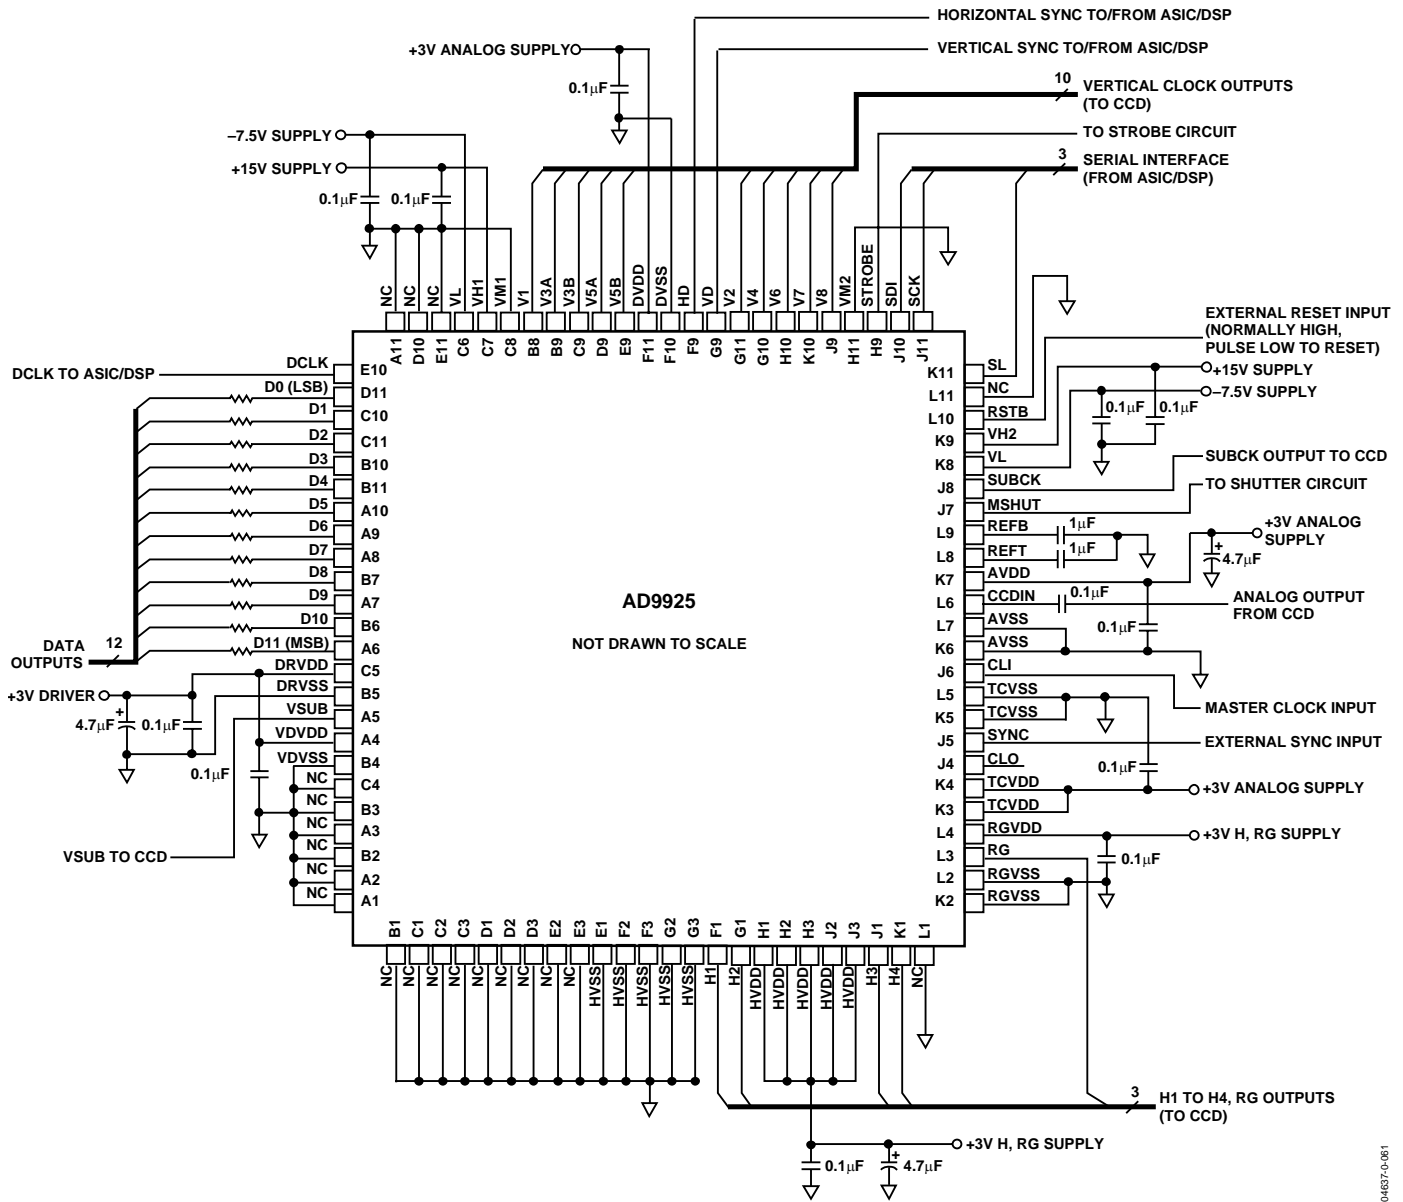 HORIZONTAL SYNC TO/FROM ASIC/DSP
+3V ANALOG SUPPLY
VERTICAL SYNC TO/FROM ASIC/DSP
0.1μF
10
VERTICAL CLOCK OUTPUTS
(TO CCD)
–7.5V SUPPLY
TO STROBE CIRCUIT
+15V SUPPLY
3
SERIAL INTERFACE
(FROM ASIC/DSP)
0.1μF
0.1μF
NC
NC
NC
VL
VH1
VM1
V1
V3A
V3B
V5A
V5B
DVDD
DVSS
HD
VD
V2
V4
V6
V7
V8
VM2
STROBE
SDI
SCK
A11
D10
E11
C6
C7
C8
B8
B9
C9
D9
E9
F11
F10
F9
G9
G11
G10
H10
K10
J9
H11
H9
J10
J11
EXTERNAL RESET INPUT
(NORMALLY HIGH,
PULSE LOW TO RESET)
+15V SUPPLY
–7.5V SUPPLY
0.1μF
0.1μF
DCLK TO ASIC/DSP
DCLK
E10
D0 (LSB)
D11
D1
C10
D2
C11
D3
B10
D4
B11
D5
A10
D6
A9
D7
A8
D8
B7
D9
A7
D10
B6
D11 (MSB)
A6
DATA
OUTPUTS
12
DRVDD
C5
+3V DRIVER
DRVSS
B5
+
4.7μF
0.1μF
VSUB
A5
VDVDD
A4
VDVSS
B4
0.1μF
NC
C4
NC
B3
NC
A3
NC
B2
NC
A2
NC
A1
VSUB TO CCD
AD9925
NOT DRAWN TO SCALE
K11
SL
L11
NC
L10
RSTB
K9
VH2
K8
VL
J8
SUBCK
SUBCK OUTPUT TO CCD
J7
MSHUT
TO SHUTTER CIRCUIT
L9
REFB
1μF
L8
REFT
1μF
+3V ANALOG
SUPPLY
+
4.7μF
K7
AVDD
L6
CCDIN
0.1μF
ANALOG OUTPUT
FROM CCD
L7
AVSS
0.1μF
K6
AVSS
J6
CLI
MASTER CLOCK INPUT
L5
TCVSS
K5
TCVSS
J5
SYNC
EXTERNAL SYNC INPUT
J4
CLO
0.1μF
K4
TCVDD
+3V ANALOG SUPPLY
K3
TCVDD
L4
RGVDD
+3V H, RG SUPPLY
L3
RG
0.1μF
L2
RGVSS
K2
RGVSS
B1
C1
C2
C3
D1
D2
D3
E2
E3
E1
F2
F3
G2
G3
F1
G1
H1
H2
H3
J2
J3
J1
K1
L1
NC
NC
NC
NC
NC
NC
NC
NC
NC
HVSS
HVSS
HVSS
HVSS
HVSS
H1
H2
HVDD
HVDD
HVDD
HVDD
HVDD
H3
H4
NC
3
H1 TO H4, RG OUTPUTS
(TO CCD)
+3V H, RG SUPPLY
0.1μF
+
4.7μF
04637-0-061